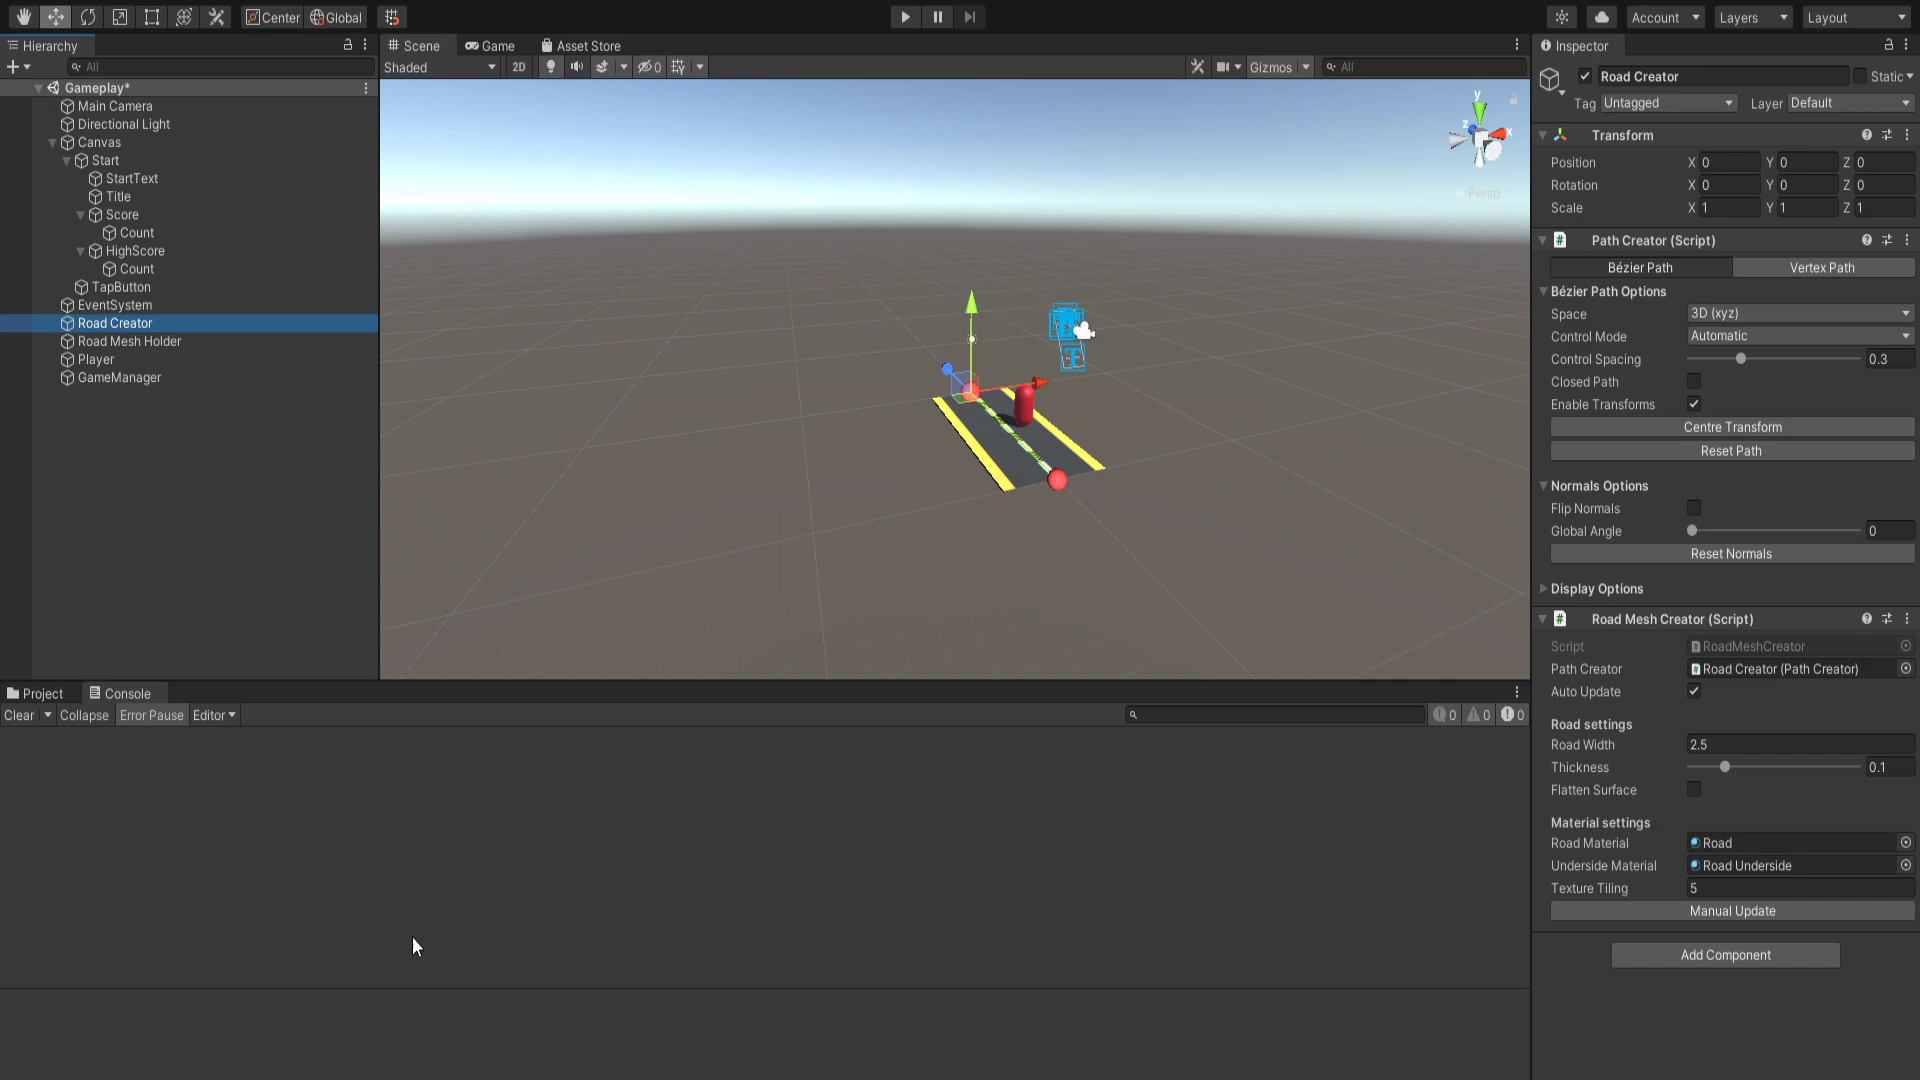 Center Global Account Layers Layout
Hierarchy Scene Game Asset Store Inspector
All Shaded 2D 0 Gizmos All
Road Creator Static
Tag Untagged Layer Default
Gameplay*
Main Camera
Directional Light
Canvas
Start
StartText
Title
Score
Count
HighScore
Count
TapButton
EventSystem
Road Creator
Road Mesh Holder
Player
GameManager
y
z x
Persp
Transform
Position X 0 Y 0 Z 0
Rotation X 0 Y 0 Z 0
Scale X 1 Y 1 Z 1
Path Creator (Script)
Bézier Path Vertex Path
Bézier Path Options
Space 3D (xyz)
Control Mode Automatic
Control Spacing 0.3
Closed Path
Enable Transforms
Centre Transform
Reset Path
Normals Options
Flip Normals
Global Angle 0
Reset Normals
Display Options
Road Mesh Creator (Script)
Script RoadMeshCreator
Path Creator Road Creator (Path Creator)
Auto Update
Road settings
Road Width 2.5
Thickness 0.1
Flatten Surface
Material settings
Road Material Road
Underside Material Road Underside
Texture Tiling 5
Manual Update
Add Component
Project Console
Clear Collapse Error Pause Editor 0 0 0